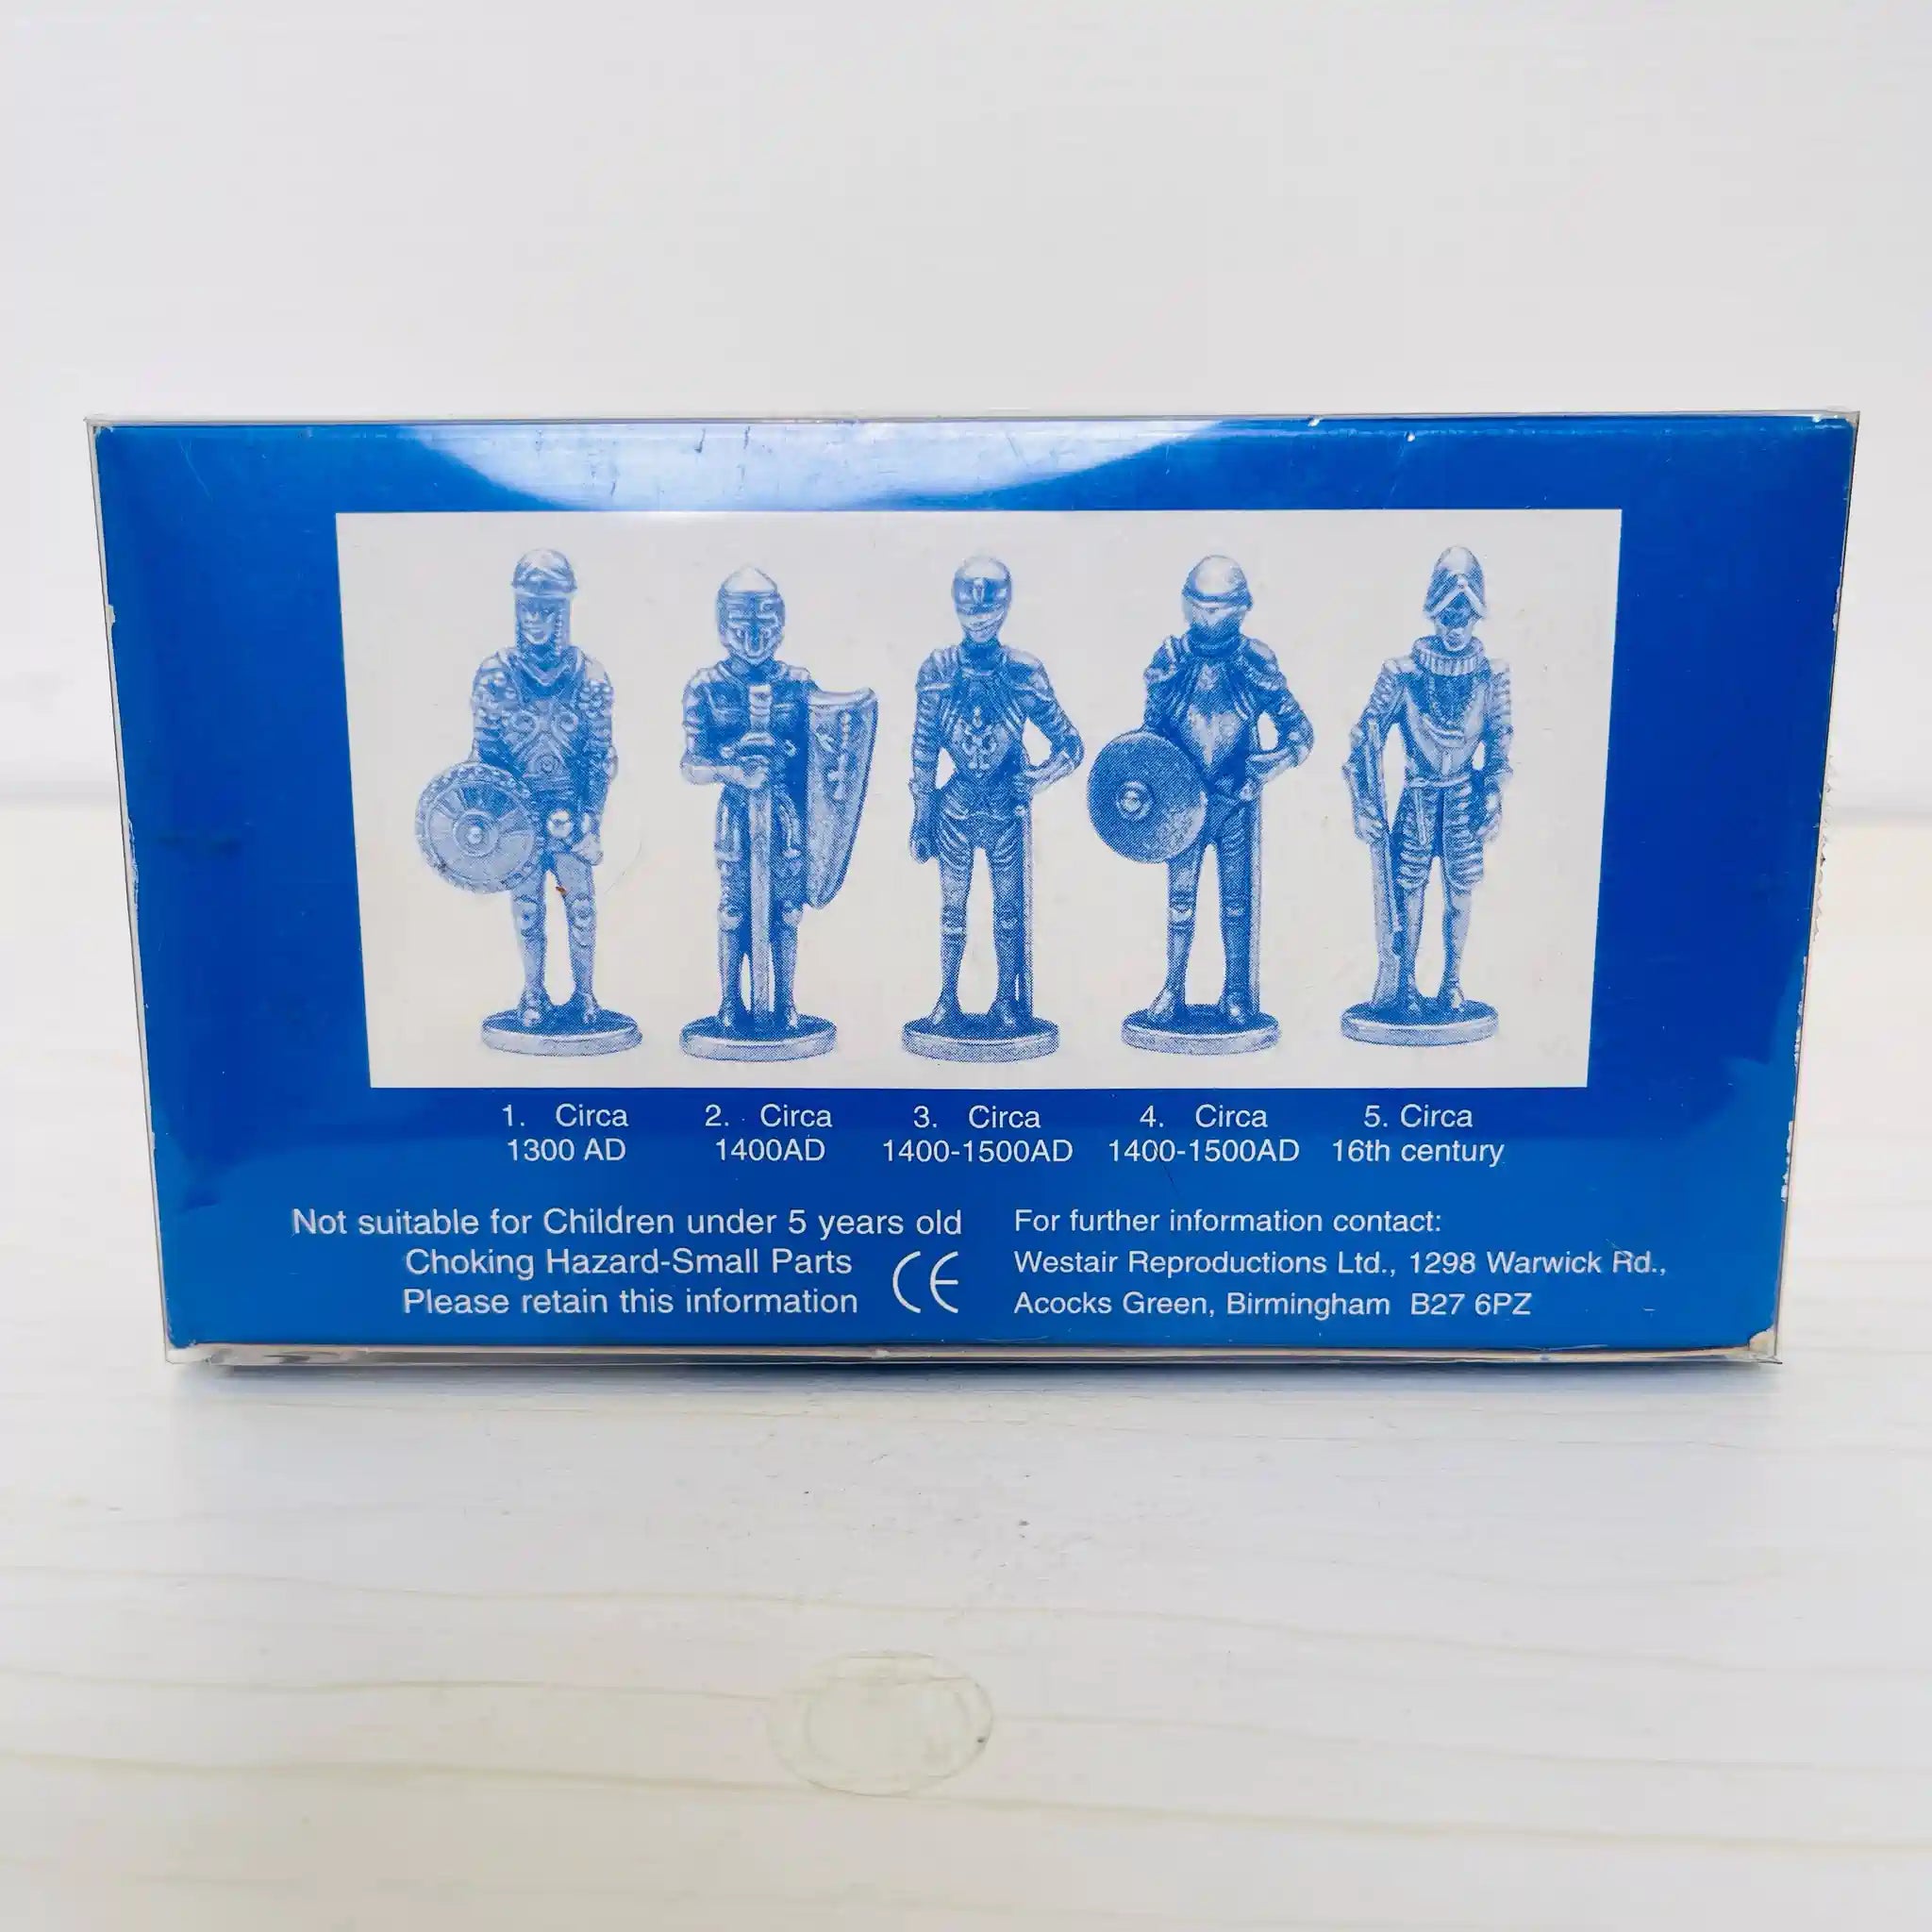 1. Circa
1300 AD
2. Circa
1400AD
3. Circa
1400-1500AD
4. Circa
1400-1500AD
5. Circa
16th century
Not suitable for Children under 5 years old
Choking Hazard-Small Parts
Please retain this information
CE
For further information contact:
Westair Reproductions Ltd., 1298 Warwick Rd.,
Acocks Green, Birmingham B27 6PZ